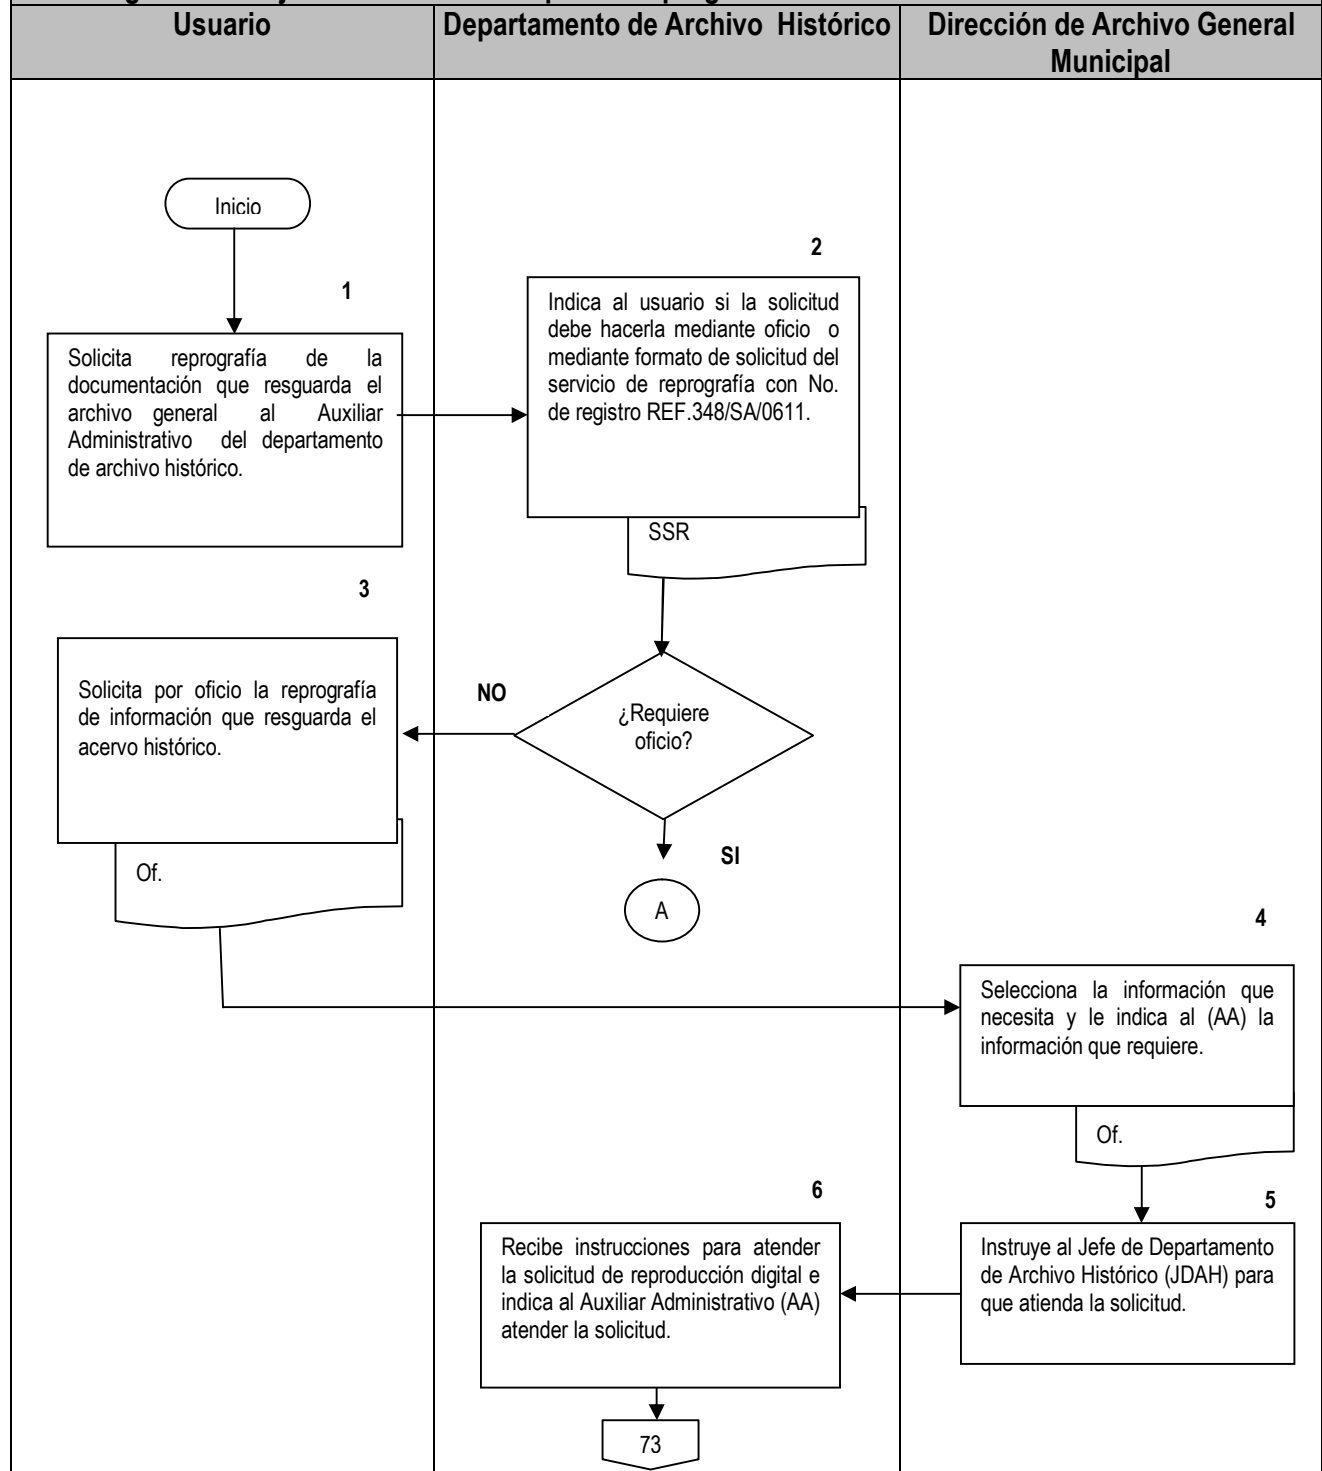 Usuario
Departamento de Archivo Histórico
Dirección de Archivo General
Municipal
Inicio
1
Solicita reprografía de la
documentación que resguarda el
archivo general al Auxiliar
Administrativo del departamento
de archivo histórico.
2
Indica al usuario si la solicitud
debe hacerla mediante oficio o
mediante formato de solicitud del
servicio de reprografía con No.
de registro REF.348/SA/0611.
SSR
3
Solicita por oficio la reprografía
de información que resguarda el
acervo histórico.
Of.
NO
¿Requiere
oficio?
SI
A
4
Selecciona la información que
necesita y le indica al (AA) la
información que requiere.
Of.
5
Instruye al Jefe de Departamento
de Archivo Histórico (JDAH) para
que atienda la solicitud.
6
Recibe instrucciones para atender
la solicitud de reproducción digital e
indica al Auxiliar Administrativo (AA)
atender la solicitud.
73